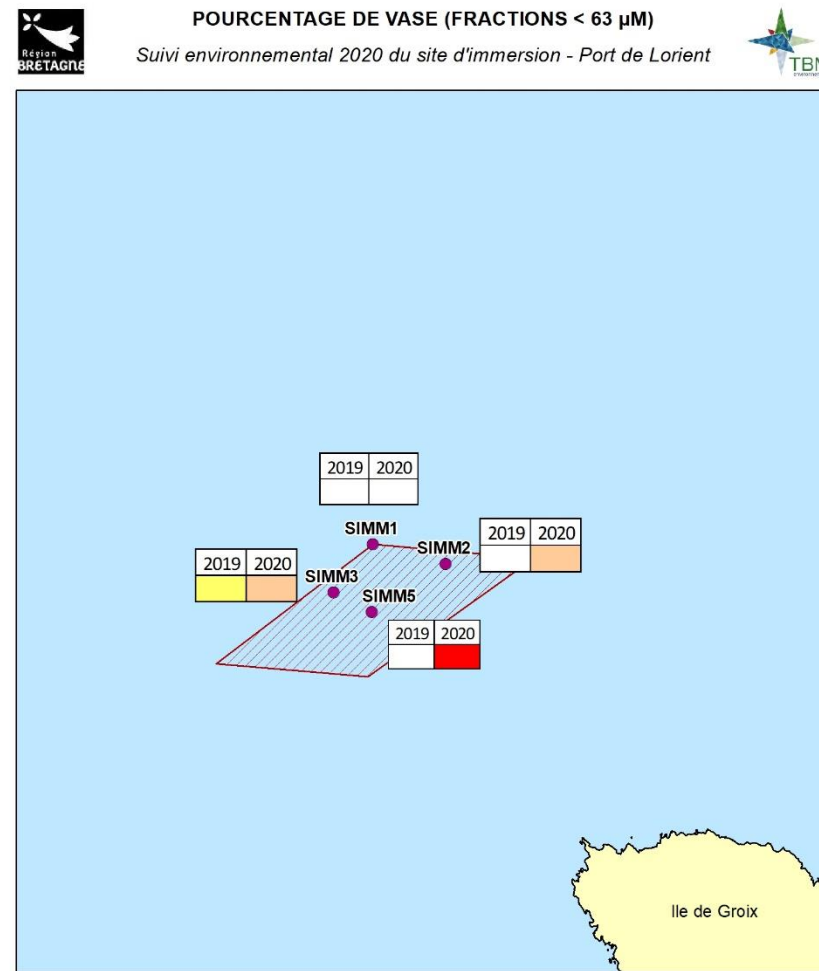 POURCENTAGE DE VASE (FRACTIONS < 63 µM)
Suivi environnemental 2020 du site d'immersion - Port de Lorient
Région
BRETAGNE
TBM
environnement
2019 2020
SIMM1
2019 2020
SIMM2
2019 2020
SIMM3
SIMM5
2019 2020
Ile de Groix